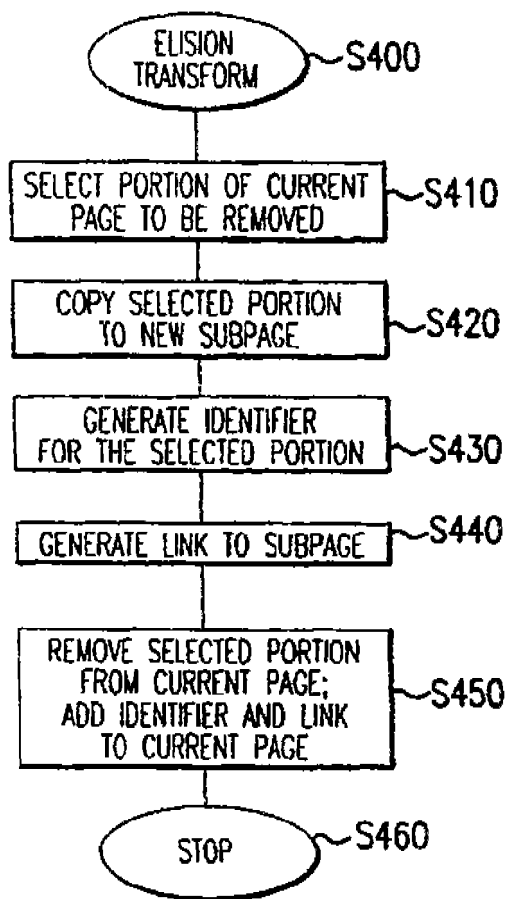 ELISION
TRANSFORM
S400
SELECT PORTION OF CURRENT
PAGE TO BE REMOVED
S410
COPY SELECTED PORTION
TO NEW SUBPAGE
S420
GENERATE IDENTIFIER
FOR THE SELECTED PORTION
S430
GENERATE LINK TO SUBPAGE
S440
REMOVE SELECTED PORTION
FROM CURRENT PAGE;
ADD IDENTIFIER AND LINK
TO CURRENT PAGE
S450
STOP
S460